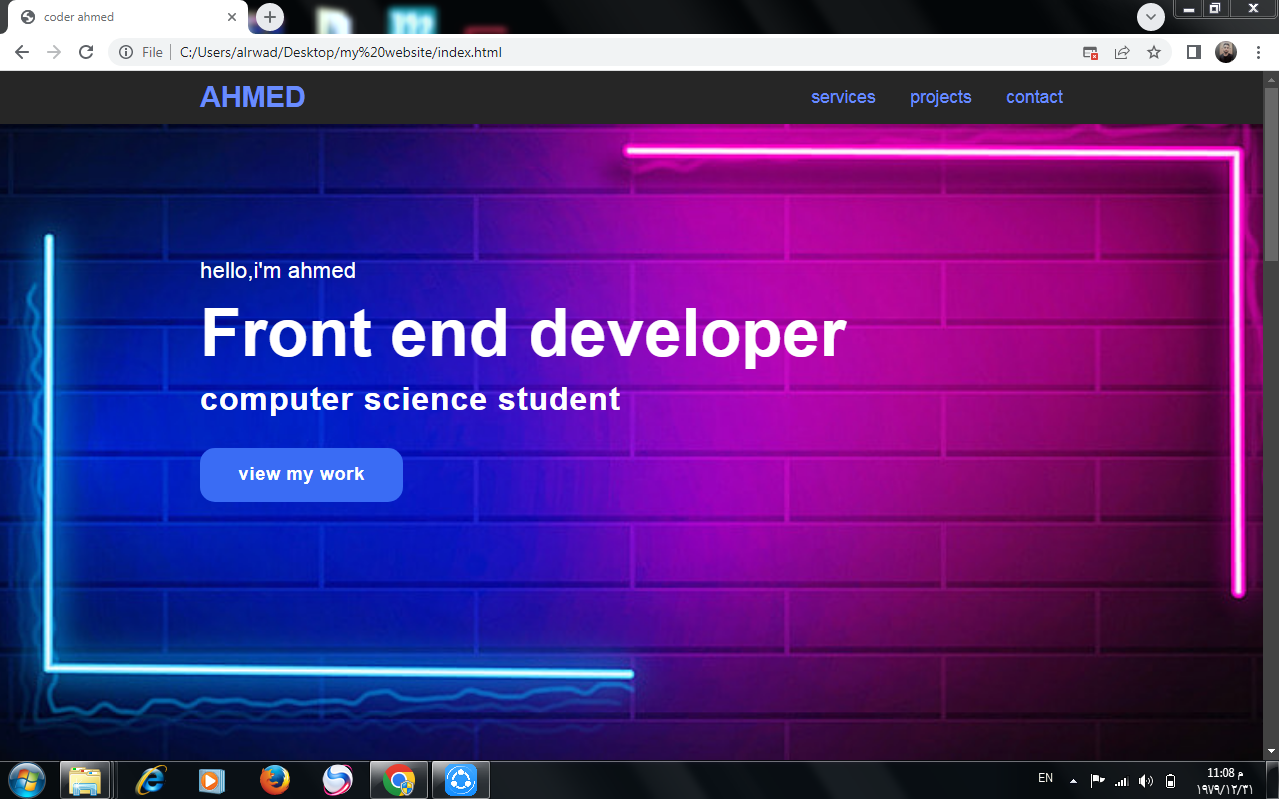 coder ahmed
File C:/Users/alrwad/Desktop/my%20website/index.html
AHMED
services projects contact
hello,i'm ahmed
Front end developer
computer science student
view my work
EN
11:08 م
١٩٧٩/١٢/٣١